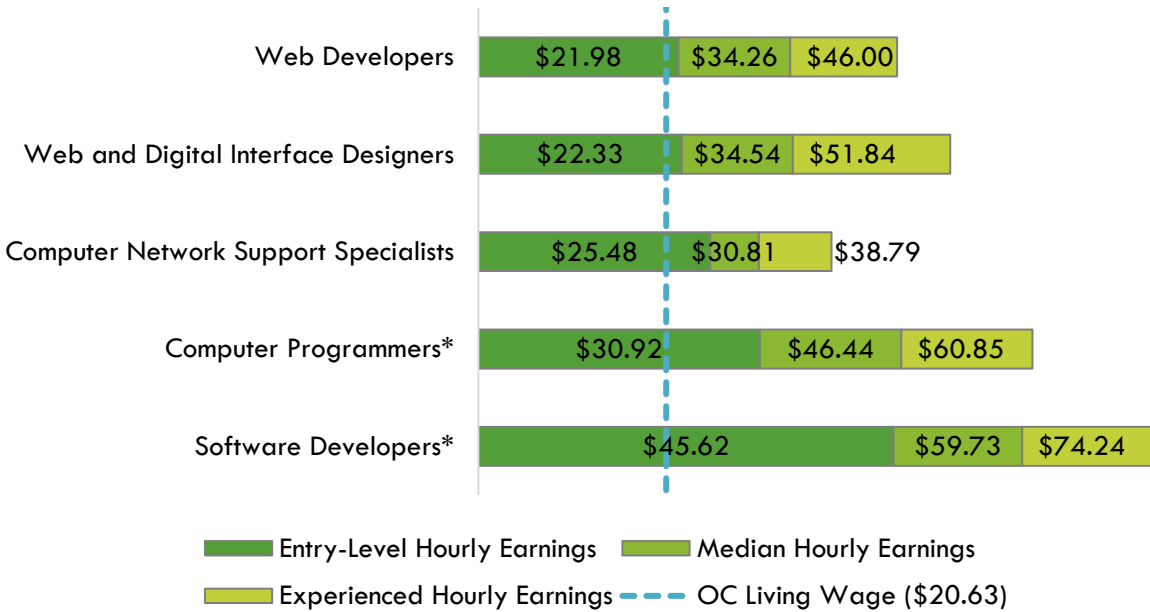 Web Developers $21.98 $34.26 $46.00
Web and Digital Interface Designers $22.33 $34.54 $51.84
Computer Network Support Specialists $25.48 $30.81 $38.79
Computer Programmers* $30.92 $46.44 $60.85
Software Developers* $45.62 $59.73 $74.24
Entry-Level Hourly Earnings Median Hourly Earnings
Experienced Hourly Earnings OC Living Wage ($20.63)